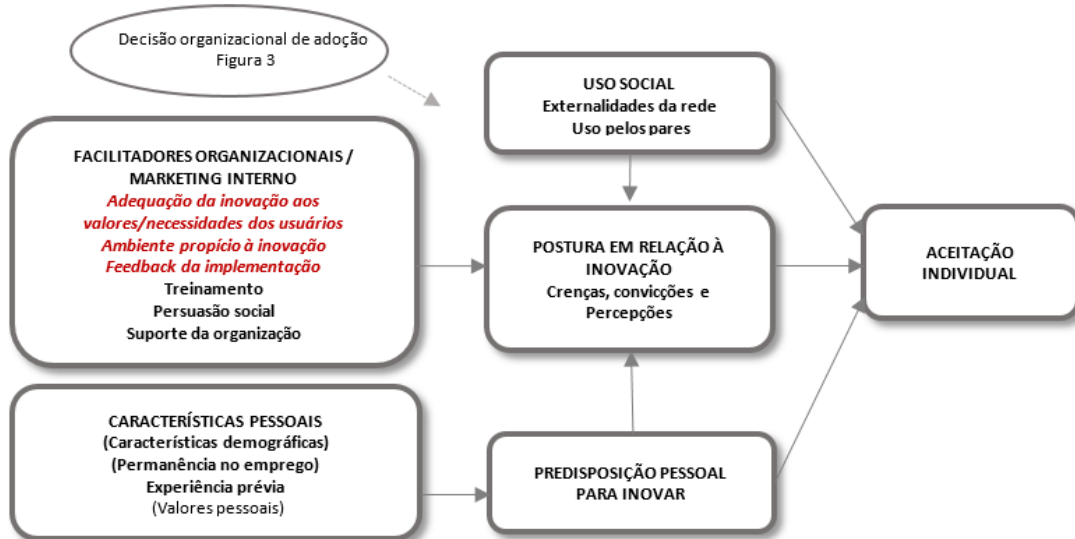 Decisão organizacional de adoção
Figura 3
USO SOCIAL
Externalidades da rede
Uso pelos pares
FACILITADORES ORGANIZACIONAIS /
MARKETING INTERNO
Adequação da inovação aos
valores/necessidades dos usuários
Ambiente propício à inovação
Feedback da implementação
Treinamento
Persuasão social
Suporte da organização
POSTURA EM RELAÇÃO À
INOVAÇÃO
Crenças, convicções e
Percepções
ACEITAÇÃO
INDIVIDUAL
CARACTERÍSTICAS PESSOAIS
(Características demográficas)
(Permanência no emprego)
Experiência prévia
(Valores pessoais)
PREDISPOSIÇÃO PESSOAL
PARA INOVAR